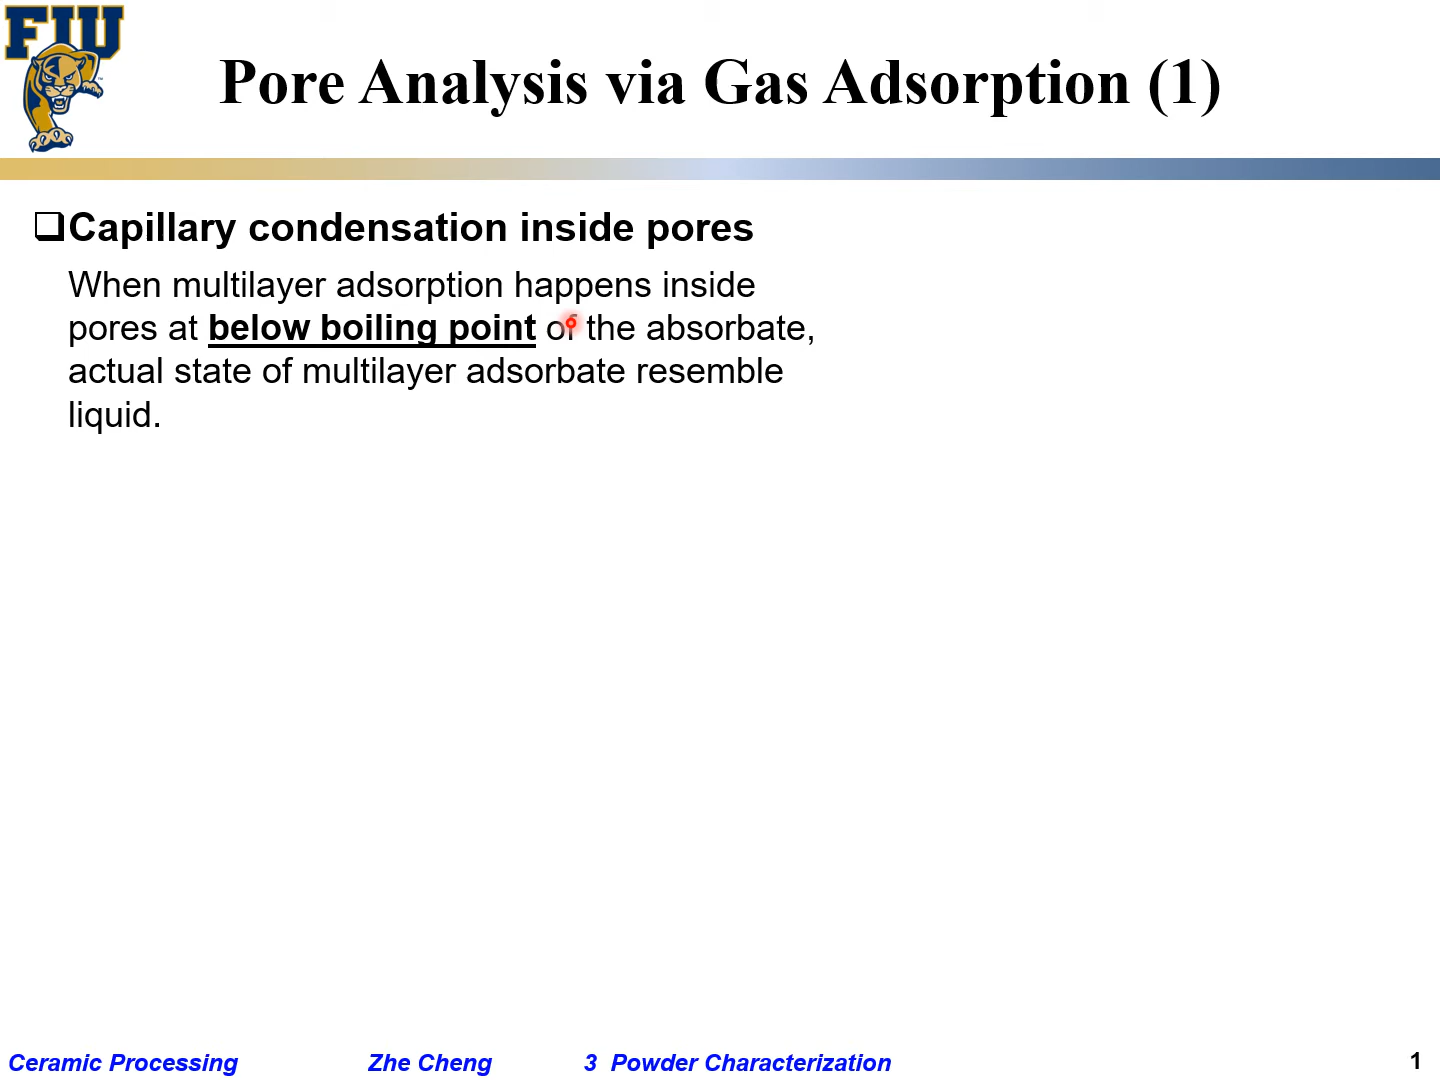 FIU
Pore Analysis via Gas Adsorption (1)
Capillary condensation inside pores
When multilayer adsorption happens inside
pores at below boiling point of the absorbate,
actual state of multilayer adsorbate resemble
liquid.
Ceramic Processing Zhe Cheng 3 Powder Characterization 1